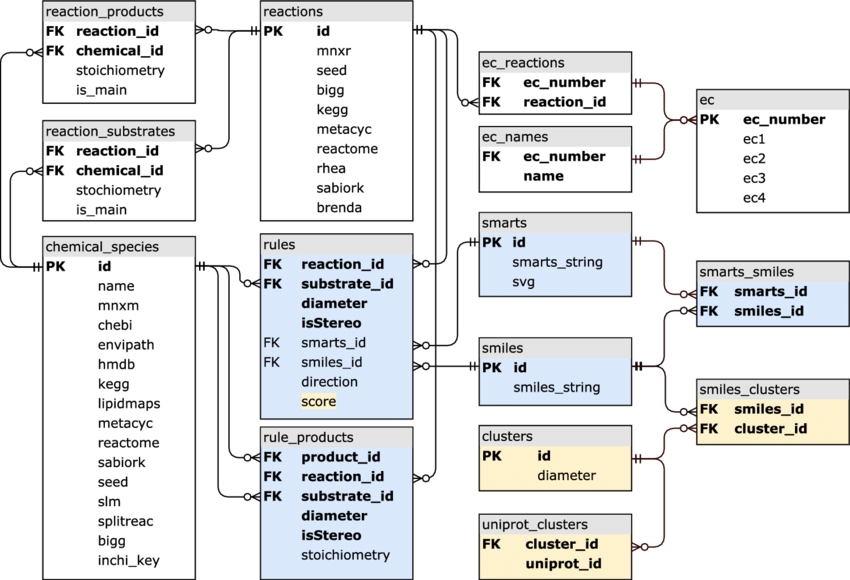 reaction_products
FK reaction_id
FK chemical_id
stoichiometry
is_main
reaction_substrates
FK reaction_id
FK chemical_id
stochiometry
is_main
chemical_species
PK id
name
mnxm
chebi
envipath
hmdb
kegg
lipidmaps
metacyc
reactome
sabiork
seed
slm
splitreac
bigg
inchi_key
reactions
PK id
mnxr
seed
bigg
kegg
metacyc
reactome
rhea
sabiork
brenda
rules
FK reaction_id
FK substrate_id
diameter
isStereo
FK smarts_id
FK smiles_id
direction
score
rule_products
FK product_id
FK reaction_id
FK substrate_id
diameter
isStereo
stoichiometry
ec_reactions
FK ec_number
FK reaction_id
ec_names
FK ec_number
name
smarts
PK id
smarts_string
svg
smiles
PK id
smiles_string
clusters
PK id
diameter
uniprot_clusters
FK cluster_id
uniprot_id
ec
PK ec_number
ec1
ec2
ec3
ec4
smarts_smiles
FK smarts_id
FK smiles_id
smiles_clusters
FK smiles_id
FK cluster_id